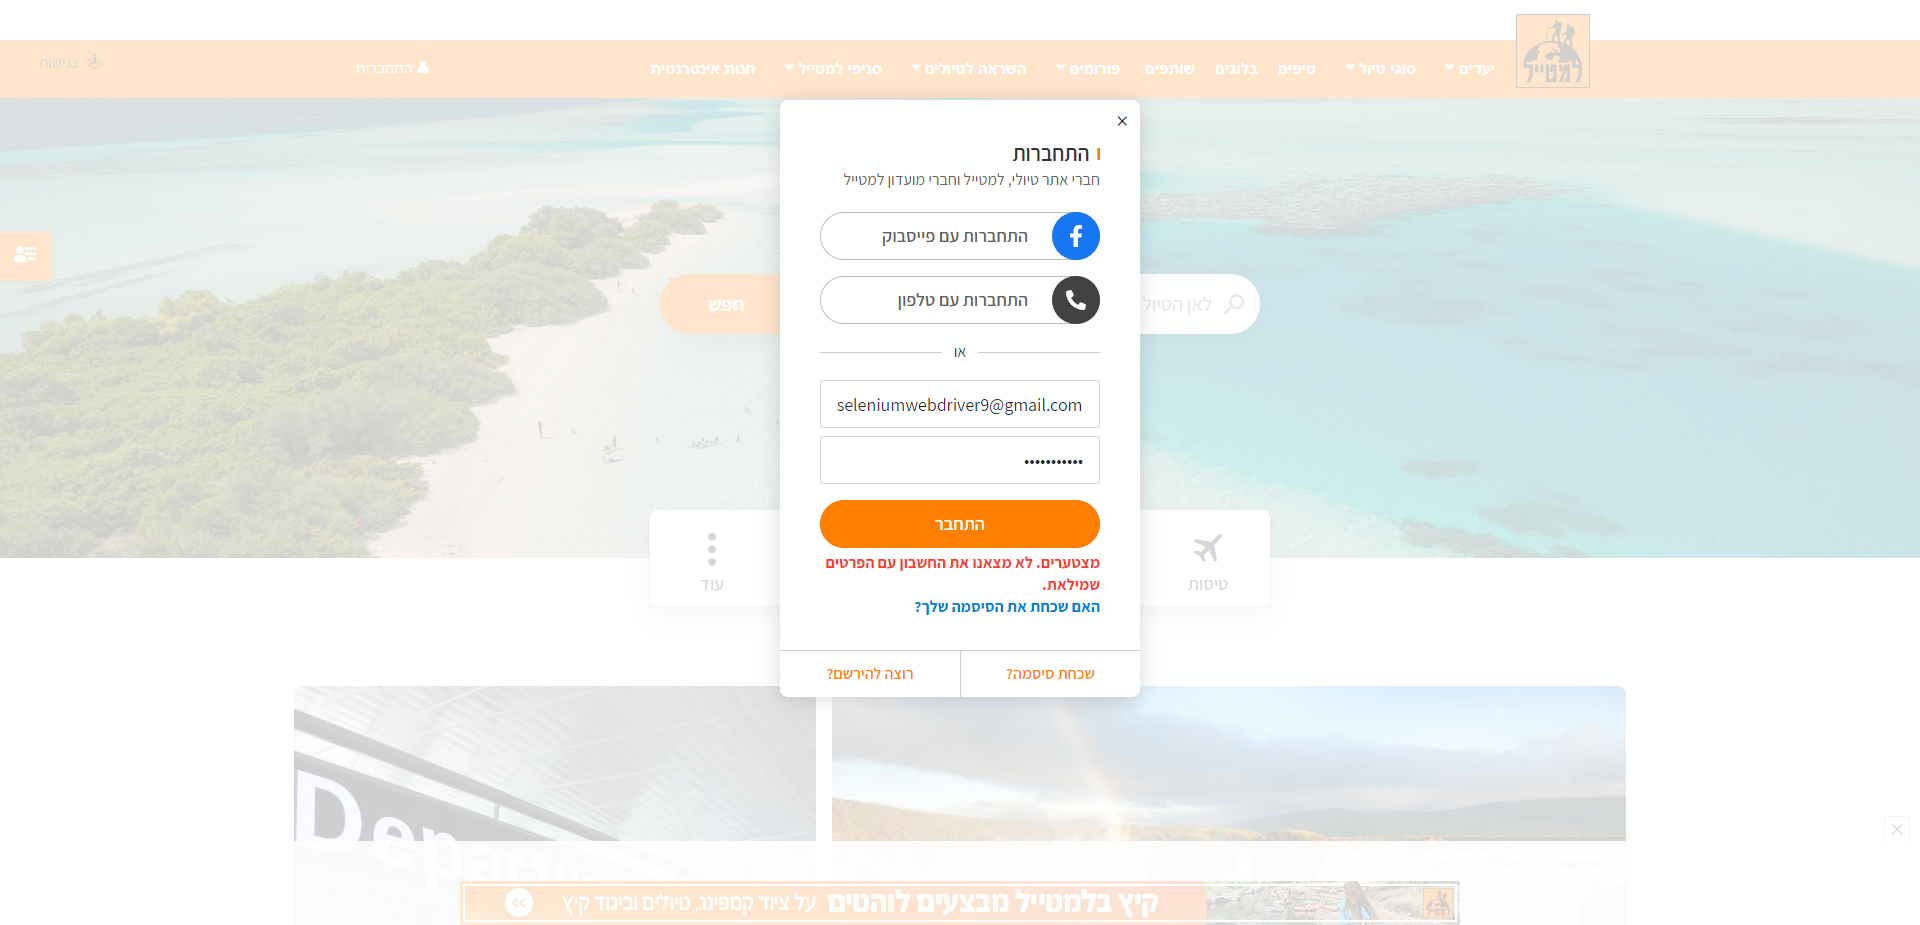 למטייל
יעדים
סוגי טיול
טיפים
בלוגים
שותפים
פורומים
השראה לטיולים
סניפי למטייל
חנות אינטרנטית
התחברות
נגישות
התחברות
חברי אתר טיולי, למטייל וחברי מועדון למטייל
התחברות עם פייסבוק
התחברות עם טלפון
לאן הטיול
חפש
או
seleniumwebdriver9@gmail.com
•••••••••••
התחבר
מצטערים. לא מצאנו את החשבון עם הפרטים
שמילאת.
האם שכחת את הסיסמה שלך?
טיסות
עוד
שכחת סיסמה?
רוצה להירשם?
קיץ בלמטייל מבצעים לוהטים על ציוד קמפינג, טיולים וביגוד קיץ